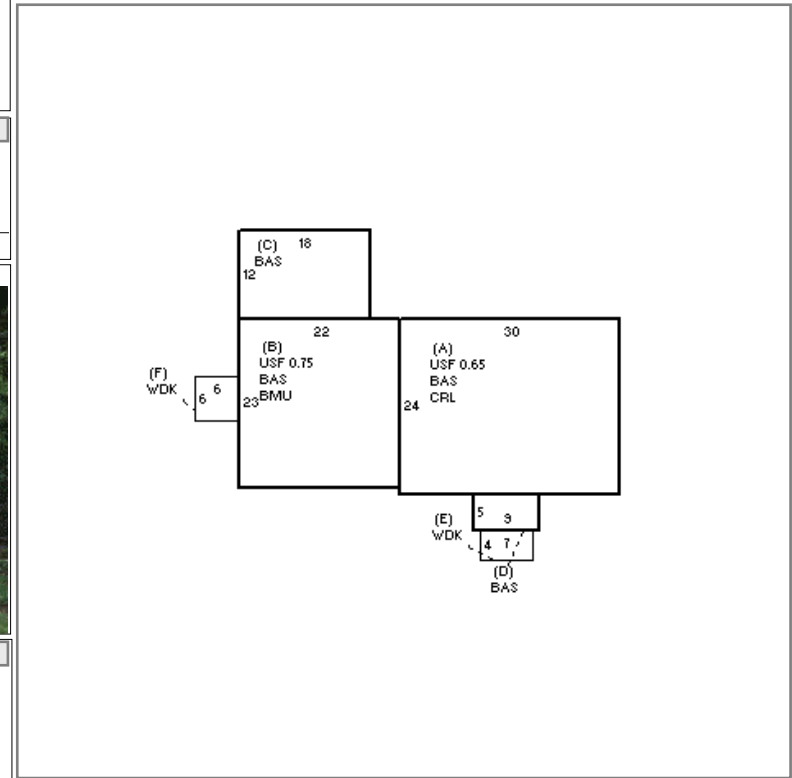 (C) 18
BAS
12
22
30
(B)
USF 0.75
BAS
23 BMU
(A)
USF 0.65
BAS
24 CRL
(F)
WDK
6
6
(E)
WDK
5
9
4 7
(D)
BAS